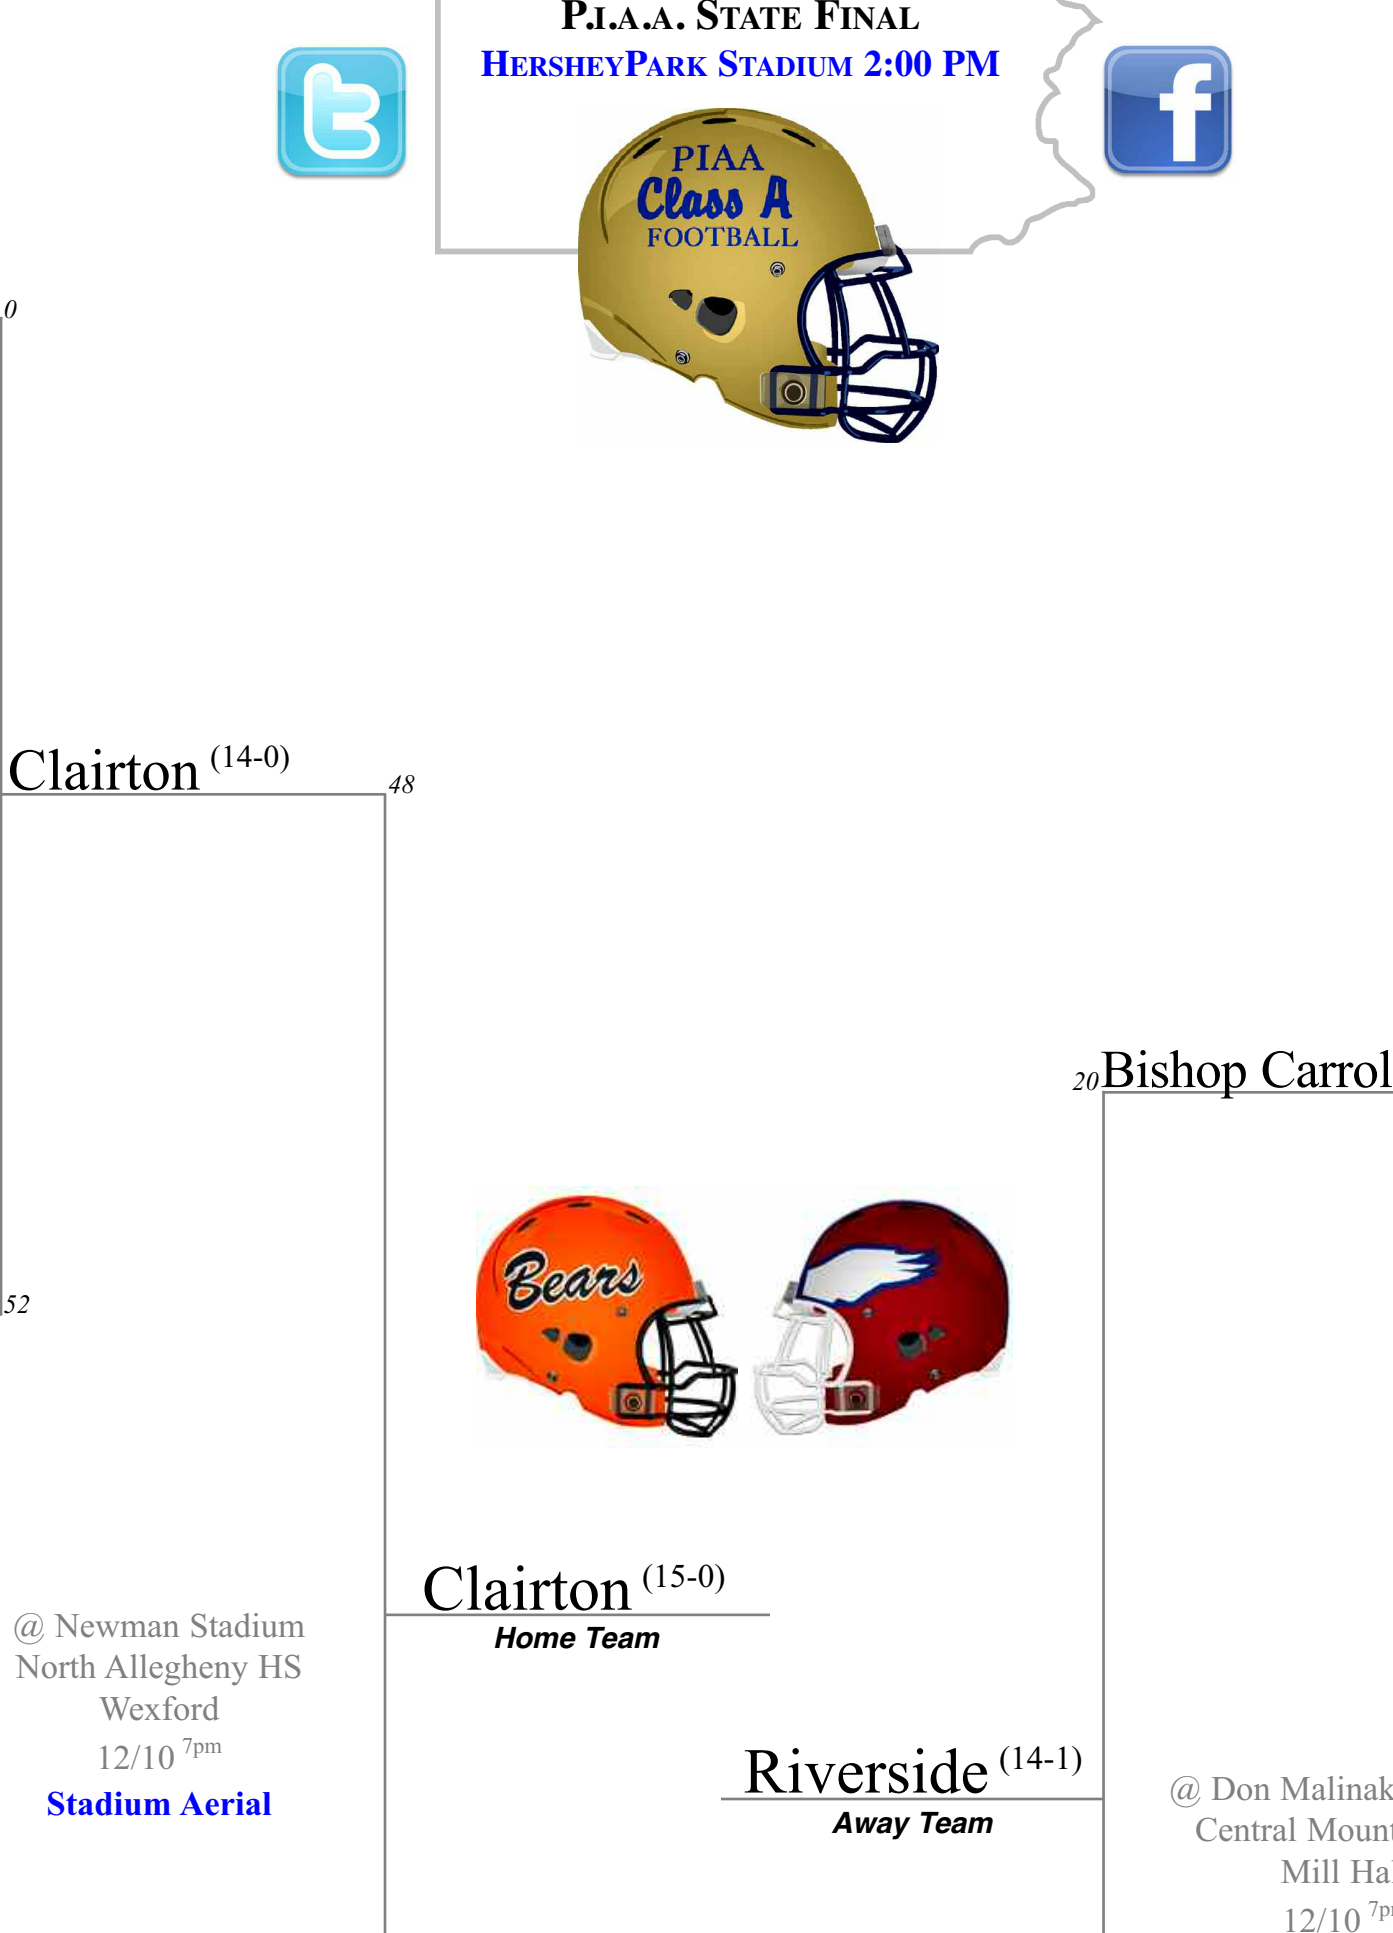 P.I.A.A. State Final
HersheyPark Stadium 2:00 PM
PIAA
Class A
FOOTBALL
0
Clairton (14-0)
48
20
Bishop Carrol
Bears
52
Clairton (15-0)
Home Team
@ Newman Stadium
North Allegheny HS
Wexford
12/10 7pm
Stadium Aerial
Riverside (14-1)
Away Team
@ Don Malinak
Central Mount
Mill Hal
12/10 7p